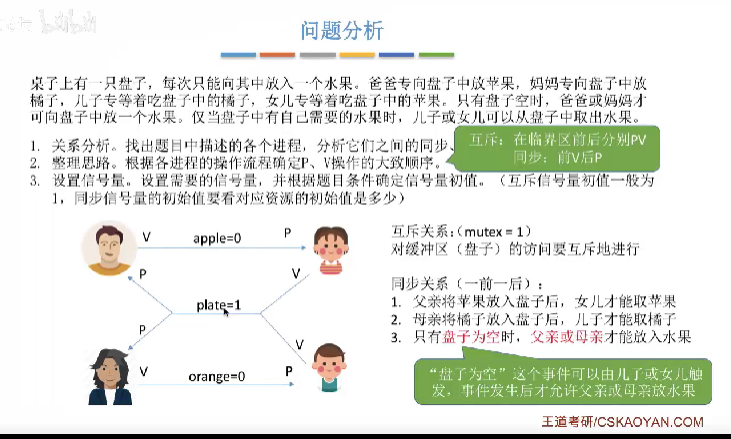 bilibili
问题分析
桌子上有一只盘子，每次只能向其中放入一个水果。爸爸专向盘子中放苹果，妈妈专向盘子中放
橘子，儿子专等着吃盘子中的橘子，女儿专等着吃盘子中的苹果。只有盘子空时，爸爸或妈妈才
可向盘子中放一个水果。仅当盘子中有自己需要的水果时，儿子或女儿可以从盘子中取出水果。
1. 关系分析。找出题目中描述的各个进程，分析它们之间的同步、
2. 整理思路。根据各进程的操作流程确定P、V操作的大致顺序。
3. 设置信号量。设置需要的信号量，并根据题目条件确定信号量初值。（互斥信号量初值一般为
1，同步信号量的初始值要看对应资源的初始值是多少）
互斥：在临界区前后分别PV
同步：前V后P
V apple=0 P
P V
plate=1
P V
V orange=0 P
互斥关系：（mutex = 1）
对缓冲区（盘子）的访问要互斥地进行
同步关系（一前一后）：
1. 父亲将苹果放入盘子后，女儿才能取苹果
2. 母亲将橘子放入盘子后，儿子才能取橘子
3. 只有盘子为空时，父亲或母亲才能放入水果
“盘子为空”这个事件可以由儿子或女儿触
发，事件发生后才允许父亲或母亲放水果
王道考研/CSKAOYAN.COM